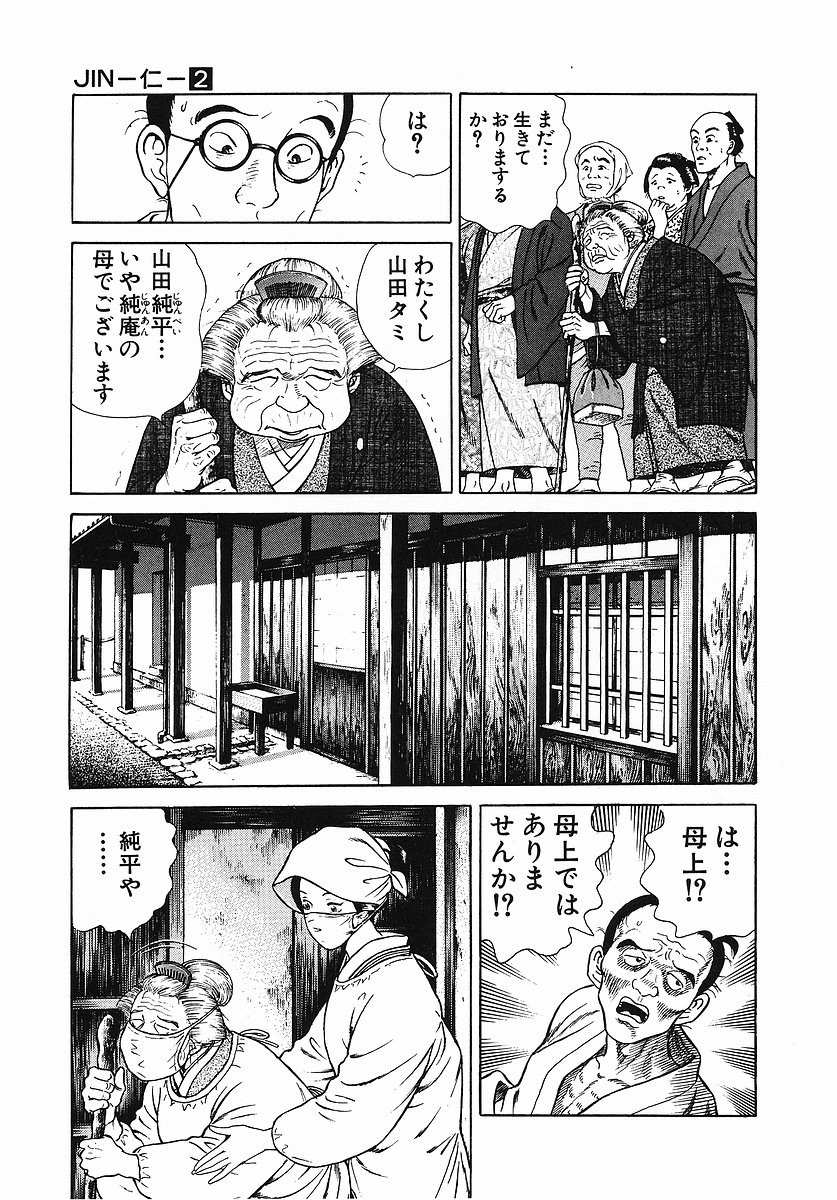 JIN－仁－2
まだ…
生きて
おりまする
か？
は？
わたくし
山田タミ
山田純平…
じゅんぺい
いや純庵の
じゅんあん
母でございます
は…
母上!?
母上では
ありま
せんか!?
純平や
……